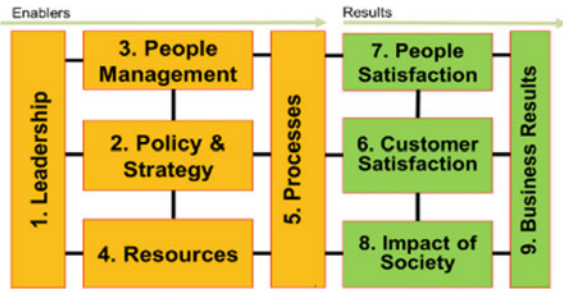 Enablers
Results
1. Leadership
3. People
Management
2. Policy &
Strategy
4. Resources
5. Processes
7. People
Satisfaction
6. Customer
Satisfaction
8. Impact of
Society
9. Business Results